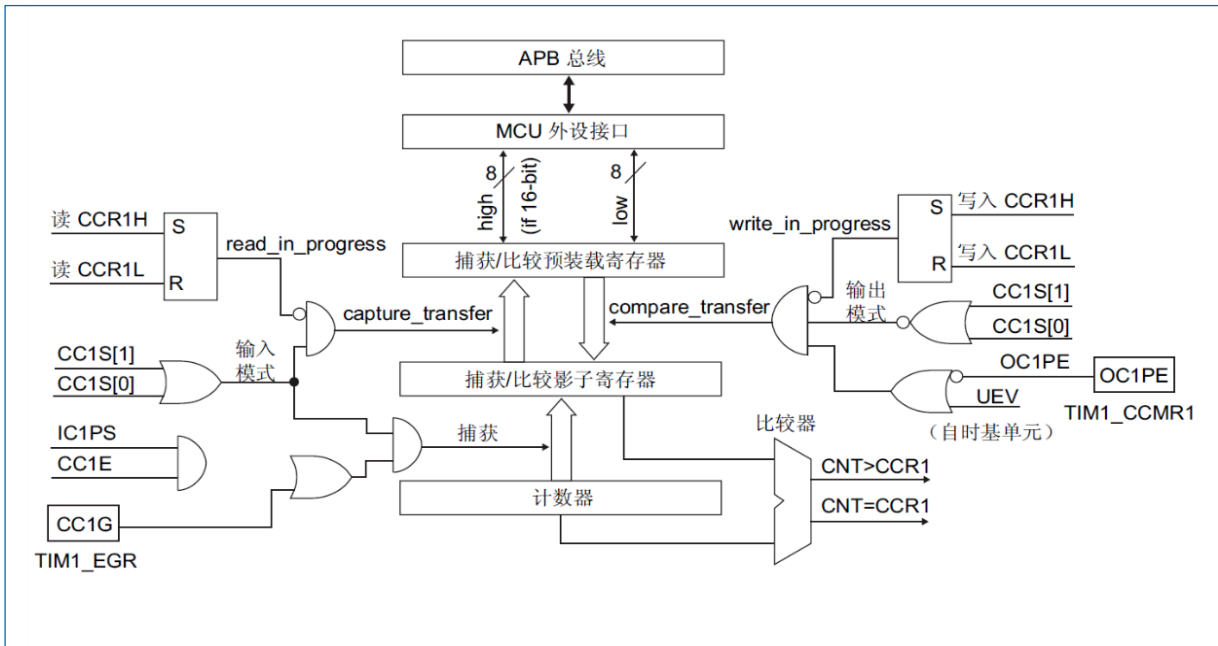 APB 总线
MCU 外设接口
8
8
high
(if 16-bit)
low
读 CCR1H
S
读 CCR1L
R
read_in_progress
写入 CCR1H
S
写入 CCR1L
R
write_in_progress
捕获/比较预装载寄存器
capture_transfer
compare_transfer
输出
模式
CC1S[1]
CC1S[0]
CC1S[1]
CC1S[0]
输入
模式
捕获/比较影子寄存器
OC1PE
OC1PE
UEV
TIM1_CCMR1
(自时基单元)
IC1PS
CC1E
捕获
比较器
CNT>CCR1
计数器
CNT=CCR1
CC1G
TIM1_EGR